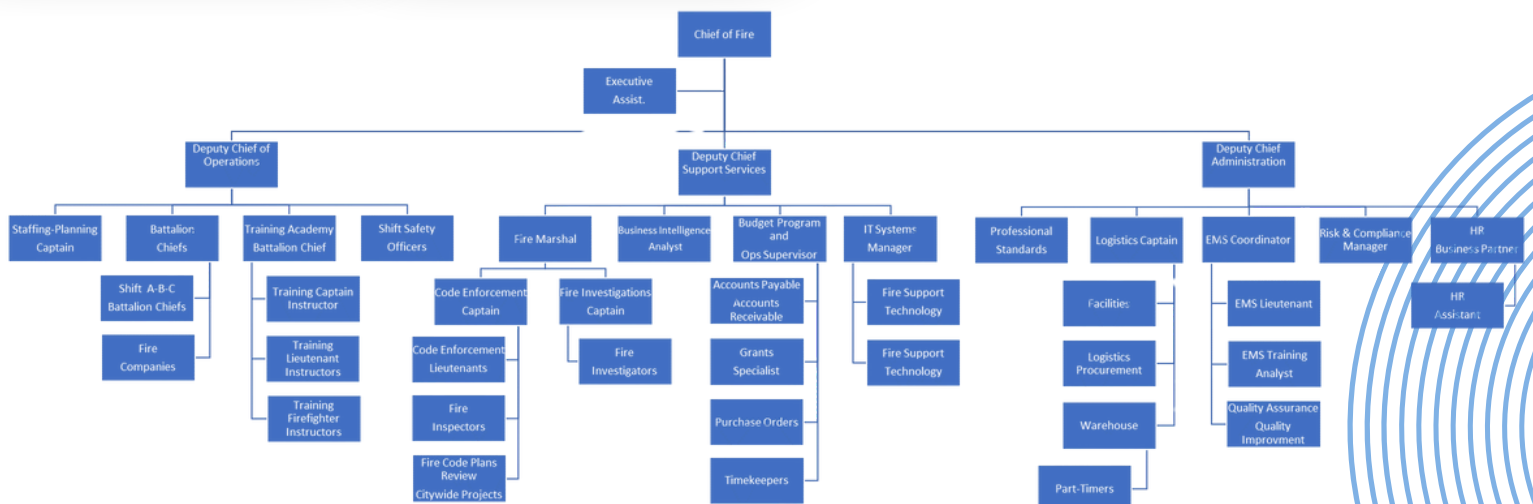 Chief of Fire
Executive
Assist.
Deputy Chief of
Operations
Deputy Chief
Support Services
Deputy Chief
Administration
Staffing-Planning
Captain
Battalion
Chiefs
Training Academy
Battalion Chief
Shift Safety
Officers
Fire Marshal
Business Intelligence
Analyst
Budget Program
and
Ops Supervisor
IT Systems
Manager
Professional
Standards
Logistics Captain
EMS Coordinator
Risk & Compliance
Manager
HR
Business Partner
Shift A-B-C
Battalion Chiefs
Fire
Companies
Training Captain
Instructor
Training
Lieutenant
Instructors
Training
Firefighter
Instructors
Code Enforcement
Captain
Fire Investigations
Captain
Code Enforcement
Lieutenants
Fire
Inspectors
Fire Code Plans
Review
Citywide Projects
Fire
Investigators
Accounts Payable
Accounts
Receivable
Grants
Specialist
Purchase Orders
Timekeepers
Fire Support
Technology
Fire Support
Technology
Facilities
Logistics
Procurement
Warehouse
Part-Timers
EMS Lieutenant
EMS Training
Analyst
Quality Assurance
Quality
Improvment
HR
Assistant